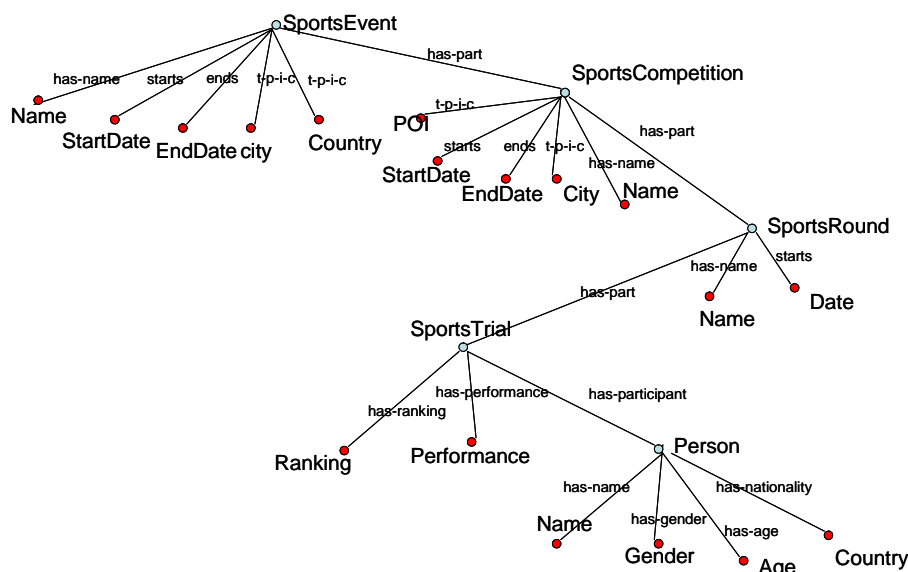 SportsEvent
has-part
has-name
starts
ends
t-p-i-c
t-p-i-c
Name
StartDate
EndDate
city
Country
SportsCompetition
t-p-i-c
POI
starts
ends
t-p-i-c
has-name
has-part
StartDate
EndDate
City
Name
SportsRound
has-name
starts
has-part
Name
Date
SportsTrial
has-ranking
has-performance
has-participant
Ranking
Performance
Person
has-name
has-gender
has-age
has-nationality
Name
Gender
Age
Country